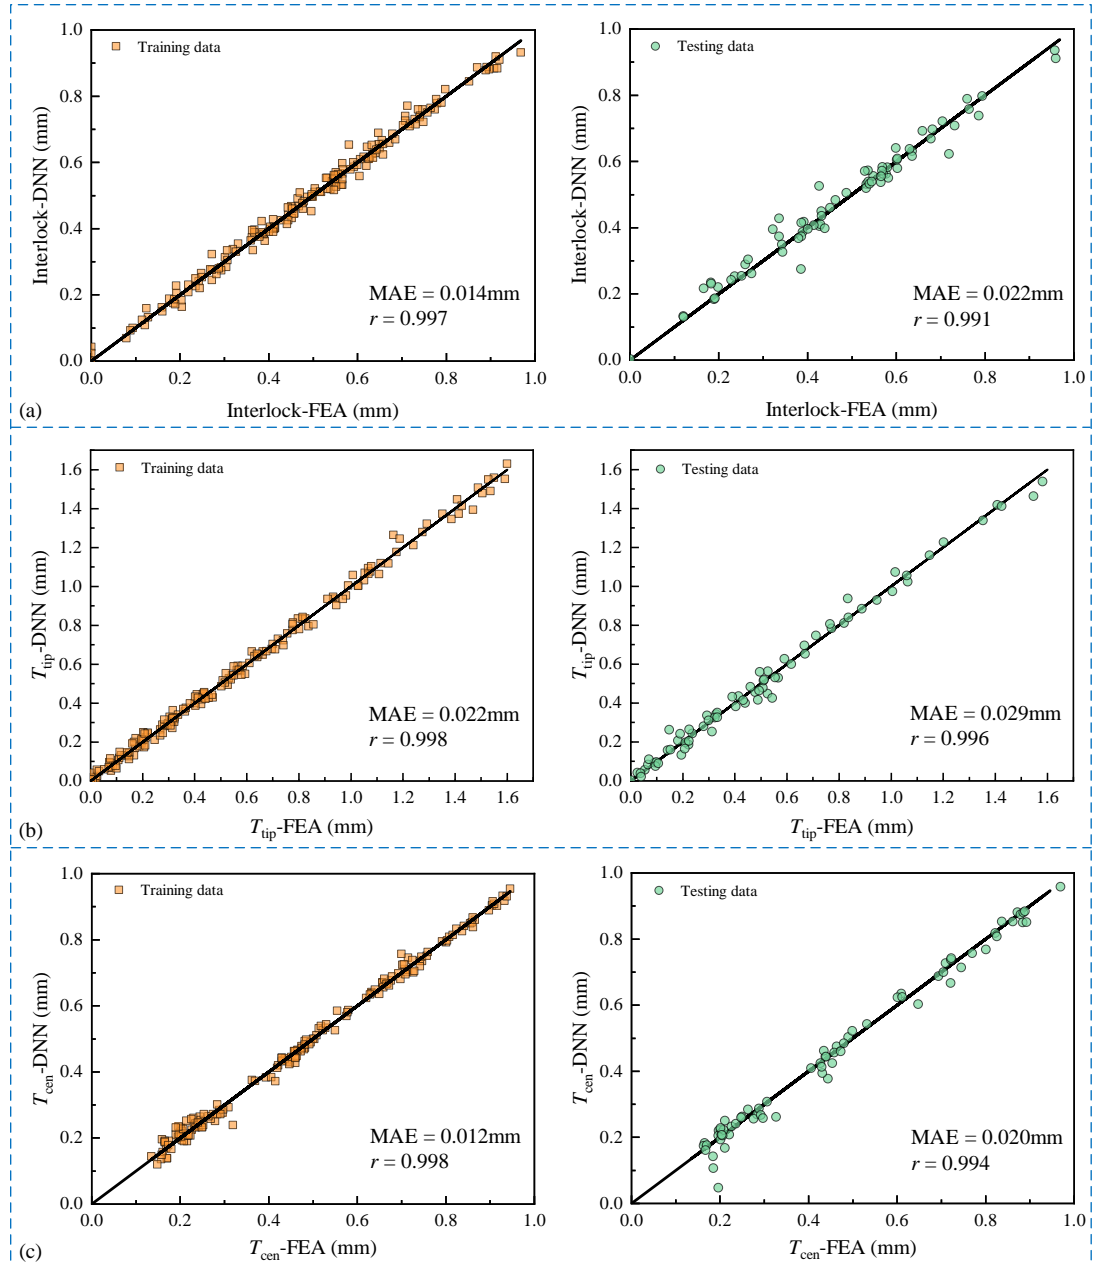 1.0
0.8
0.6
0.4
0.2
0.0
0.0 0.2 0.4 0.6 0.8 1.0
Interlock-DNN (mm)
Interlock-FEA (mm)
Training data
MAE = 0.014mm
r = 0.997
1.0
0.8
0.6
0.4
0.2
0.0
0.0 0.2 0.4 0.6 0.8 1.0
Interlock-DNN (mm)
Interlock-FEA (mm)
Testing data
MAE = 0.022mm
r = 0.991
(a)
1.6
1.4
1.2
1.0
0.8
0.6
0.4
0.2
0.0
0.0 0.2 0.4 0.6 0.8 1.0 1.2 1.4 1.6
Ttip-DNN (mm)
Ttip-FEA (mm)
Training data
MAE = 0.022mm
r = 0.998
1.6
1.4
1.2
1.0
0.8
0.6
0.4
0.2
0.0
0.0 0.2 0.4 0.6 0.8 1.0 1.2 1.4 1.6
Ttip-DNN (mm)
Ttip-FEA (mm)
Testing data
MAE = 0.029mm
r = 0.996
(b)
1.0
0.8
0.6
0.4
0.2
0.0
0.0 0.2 0.4 0.6 0.8 1.0
Tcen-DNN (mm)
Tcen-FEA (mm)
Training data
MAE = 0.012mm
r = 0.998
1.0
0.8
0.6
0.4
0.2
0.0
0.0 0.2 0.4 0.6 0.8 1.0
Tcen-DNN (mm)
Tcen-FEA (mm)
Testing data
MAE = 0.020mm
r = 0.994
(c)